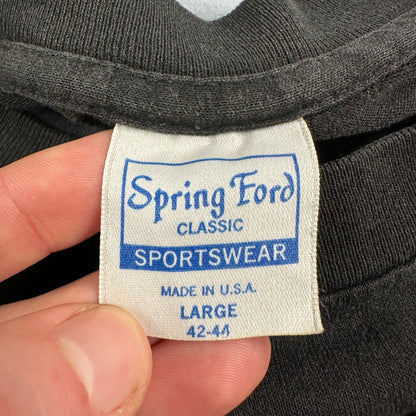 Spring Ford
CLASSIC
SPORTSWEAR
MADE IN U.S.A.
LARGE
42-44